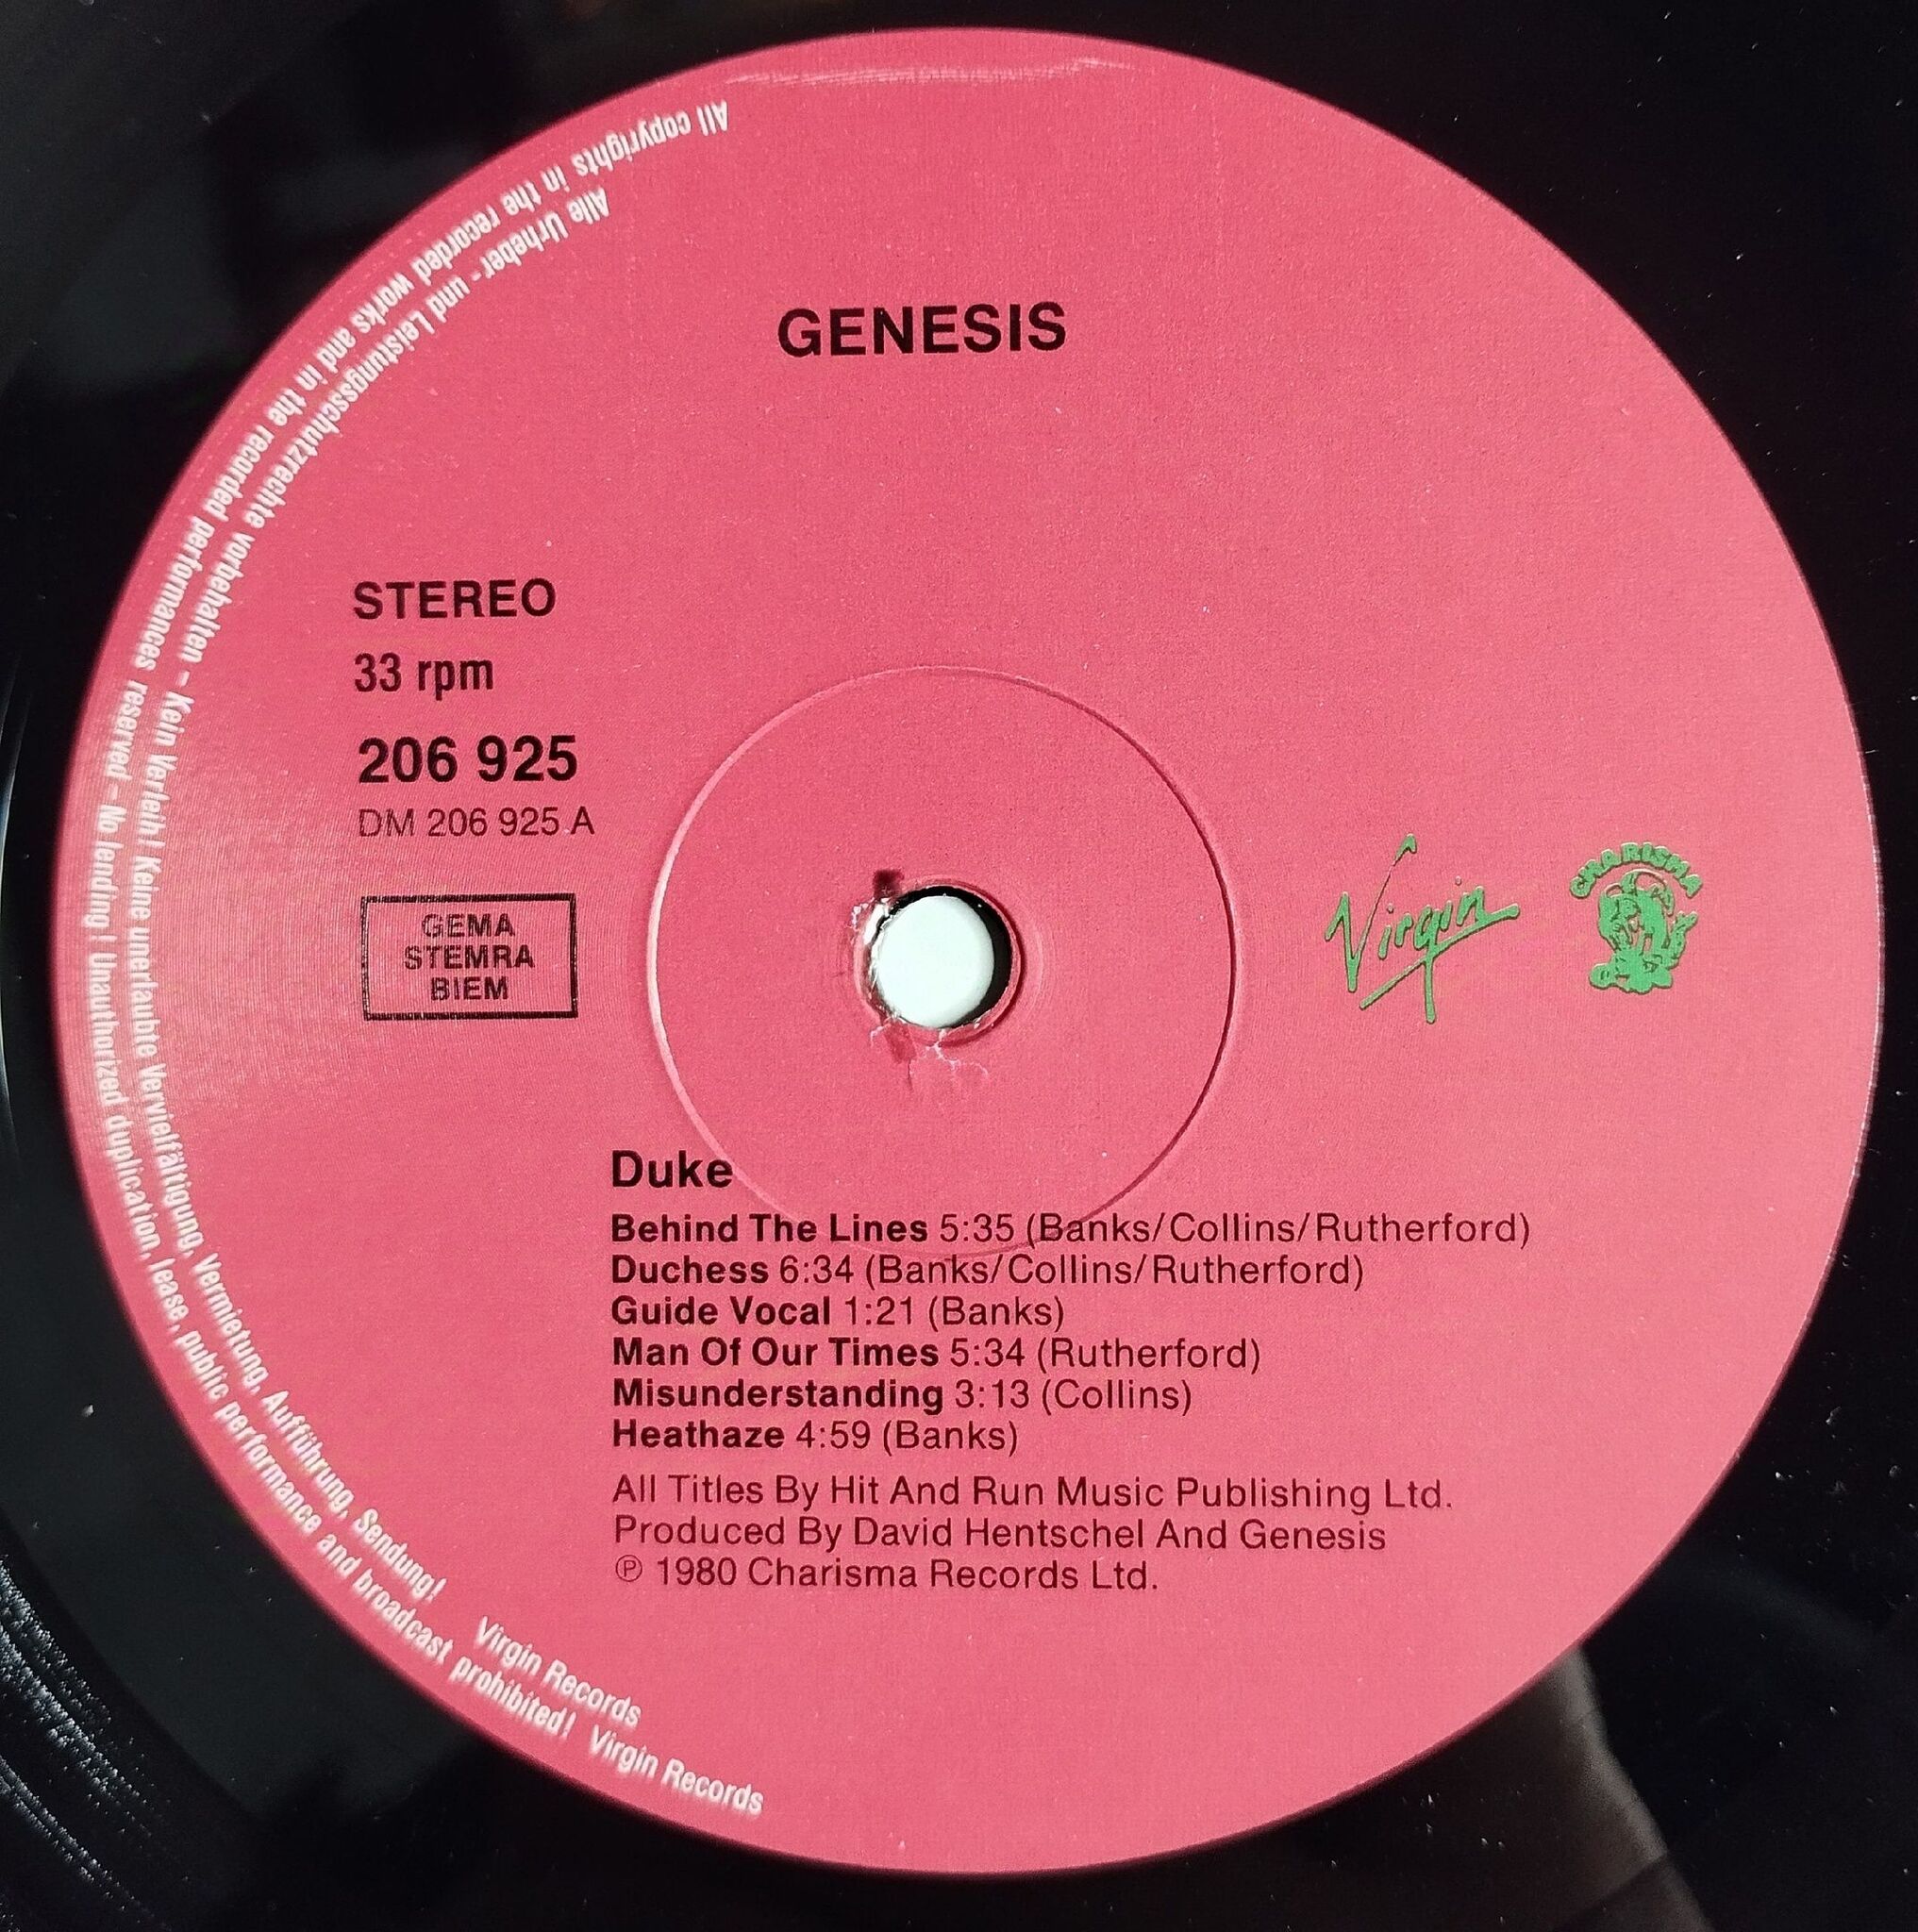 GENESIS
STEREO
33 rpm
206 925
DM 206 925 A
GEMA
STEMRA
BIEM
Virgin
CHARISMA
Duke
Behind The Lines 5:35 (Banks/Collins/Rutherford)
Duchess 6:34 (Banks/Collins/Rutherford)
Guide Vocal 1:21 (Banks)
Man Of Our Times 5:34 (Rutherford)
Misunderstanding 3:13 (Collins)
Heathaze 4:59 (Banks)
All Titles By Hit And Run Music Publishing Ltd.
Produced By David Hentschel And Genesis
℗ 1980 Charisma Records Ltd.
Alle Urheber- und Leistungsschutzrechte vorbehalten – Kein Verleih! Keine unerlaubte Vervielfältigung, Vermietung, Aufführung, Sendung! Virgin Records
All copyrights in the recorded works and in the recorded performances reserved – No lending! Unauthorized duplication, lease, public performance and broadcast prohibited! Virgin Records